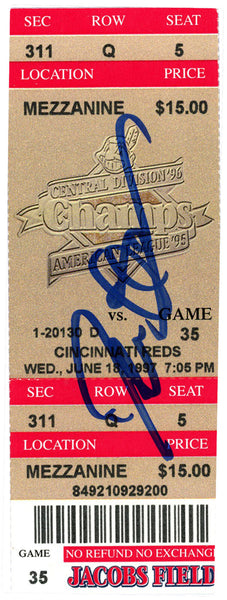 SEC ROW SEAT
311 Q 5
LOCATION PRICE
MEZZANINE $15.00
CENTRAL DIVISION '96
Champs
AMERICAN LEAGUE '95
vs. GAME
1-20130 D 35
CINCINNATI REDS
WED., JUNE 18, 1997 7:05 PM
SEC ROW SEAT
311 Q 5
LOCATION PRICE
MEZZANINE $15.00
849210929200
GAME NO REFUND NO EXCHANGE
35 JACOBS FIELD